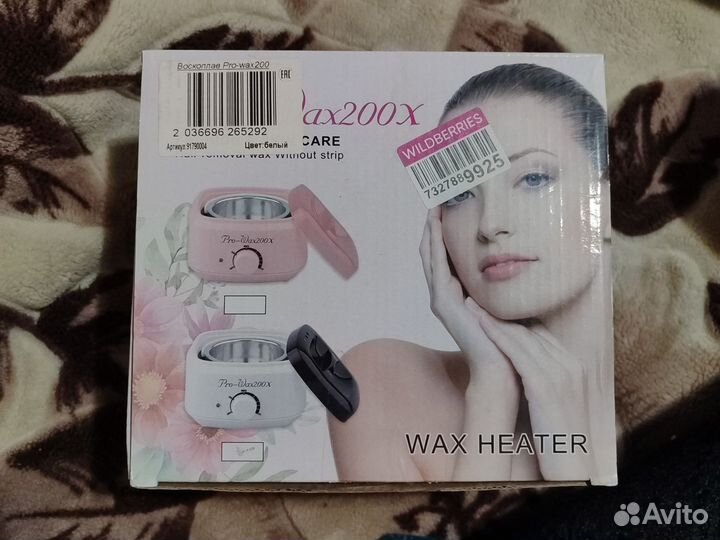 Воскоплав Pro-wax200
EAC
2 036696 265292
Артикул:91790004 Цвет:белый
ax200X
CARE
removal wax Without strip
WILDBERRIES
7327889925
Pro-Wax200X
Pro-Wax200X
WAX HEATER
Avito